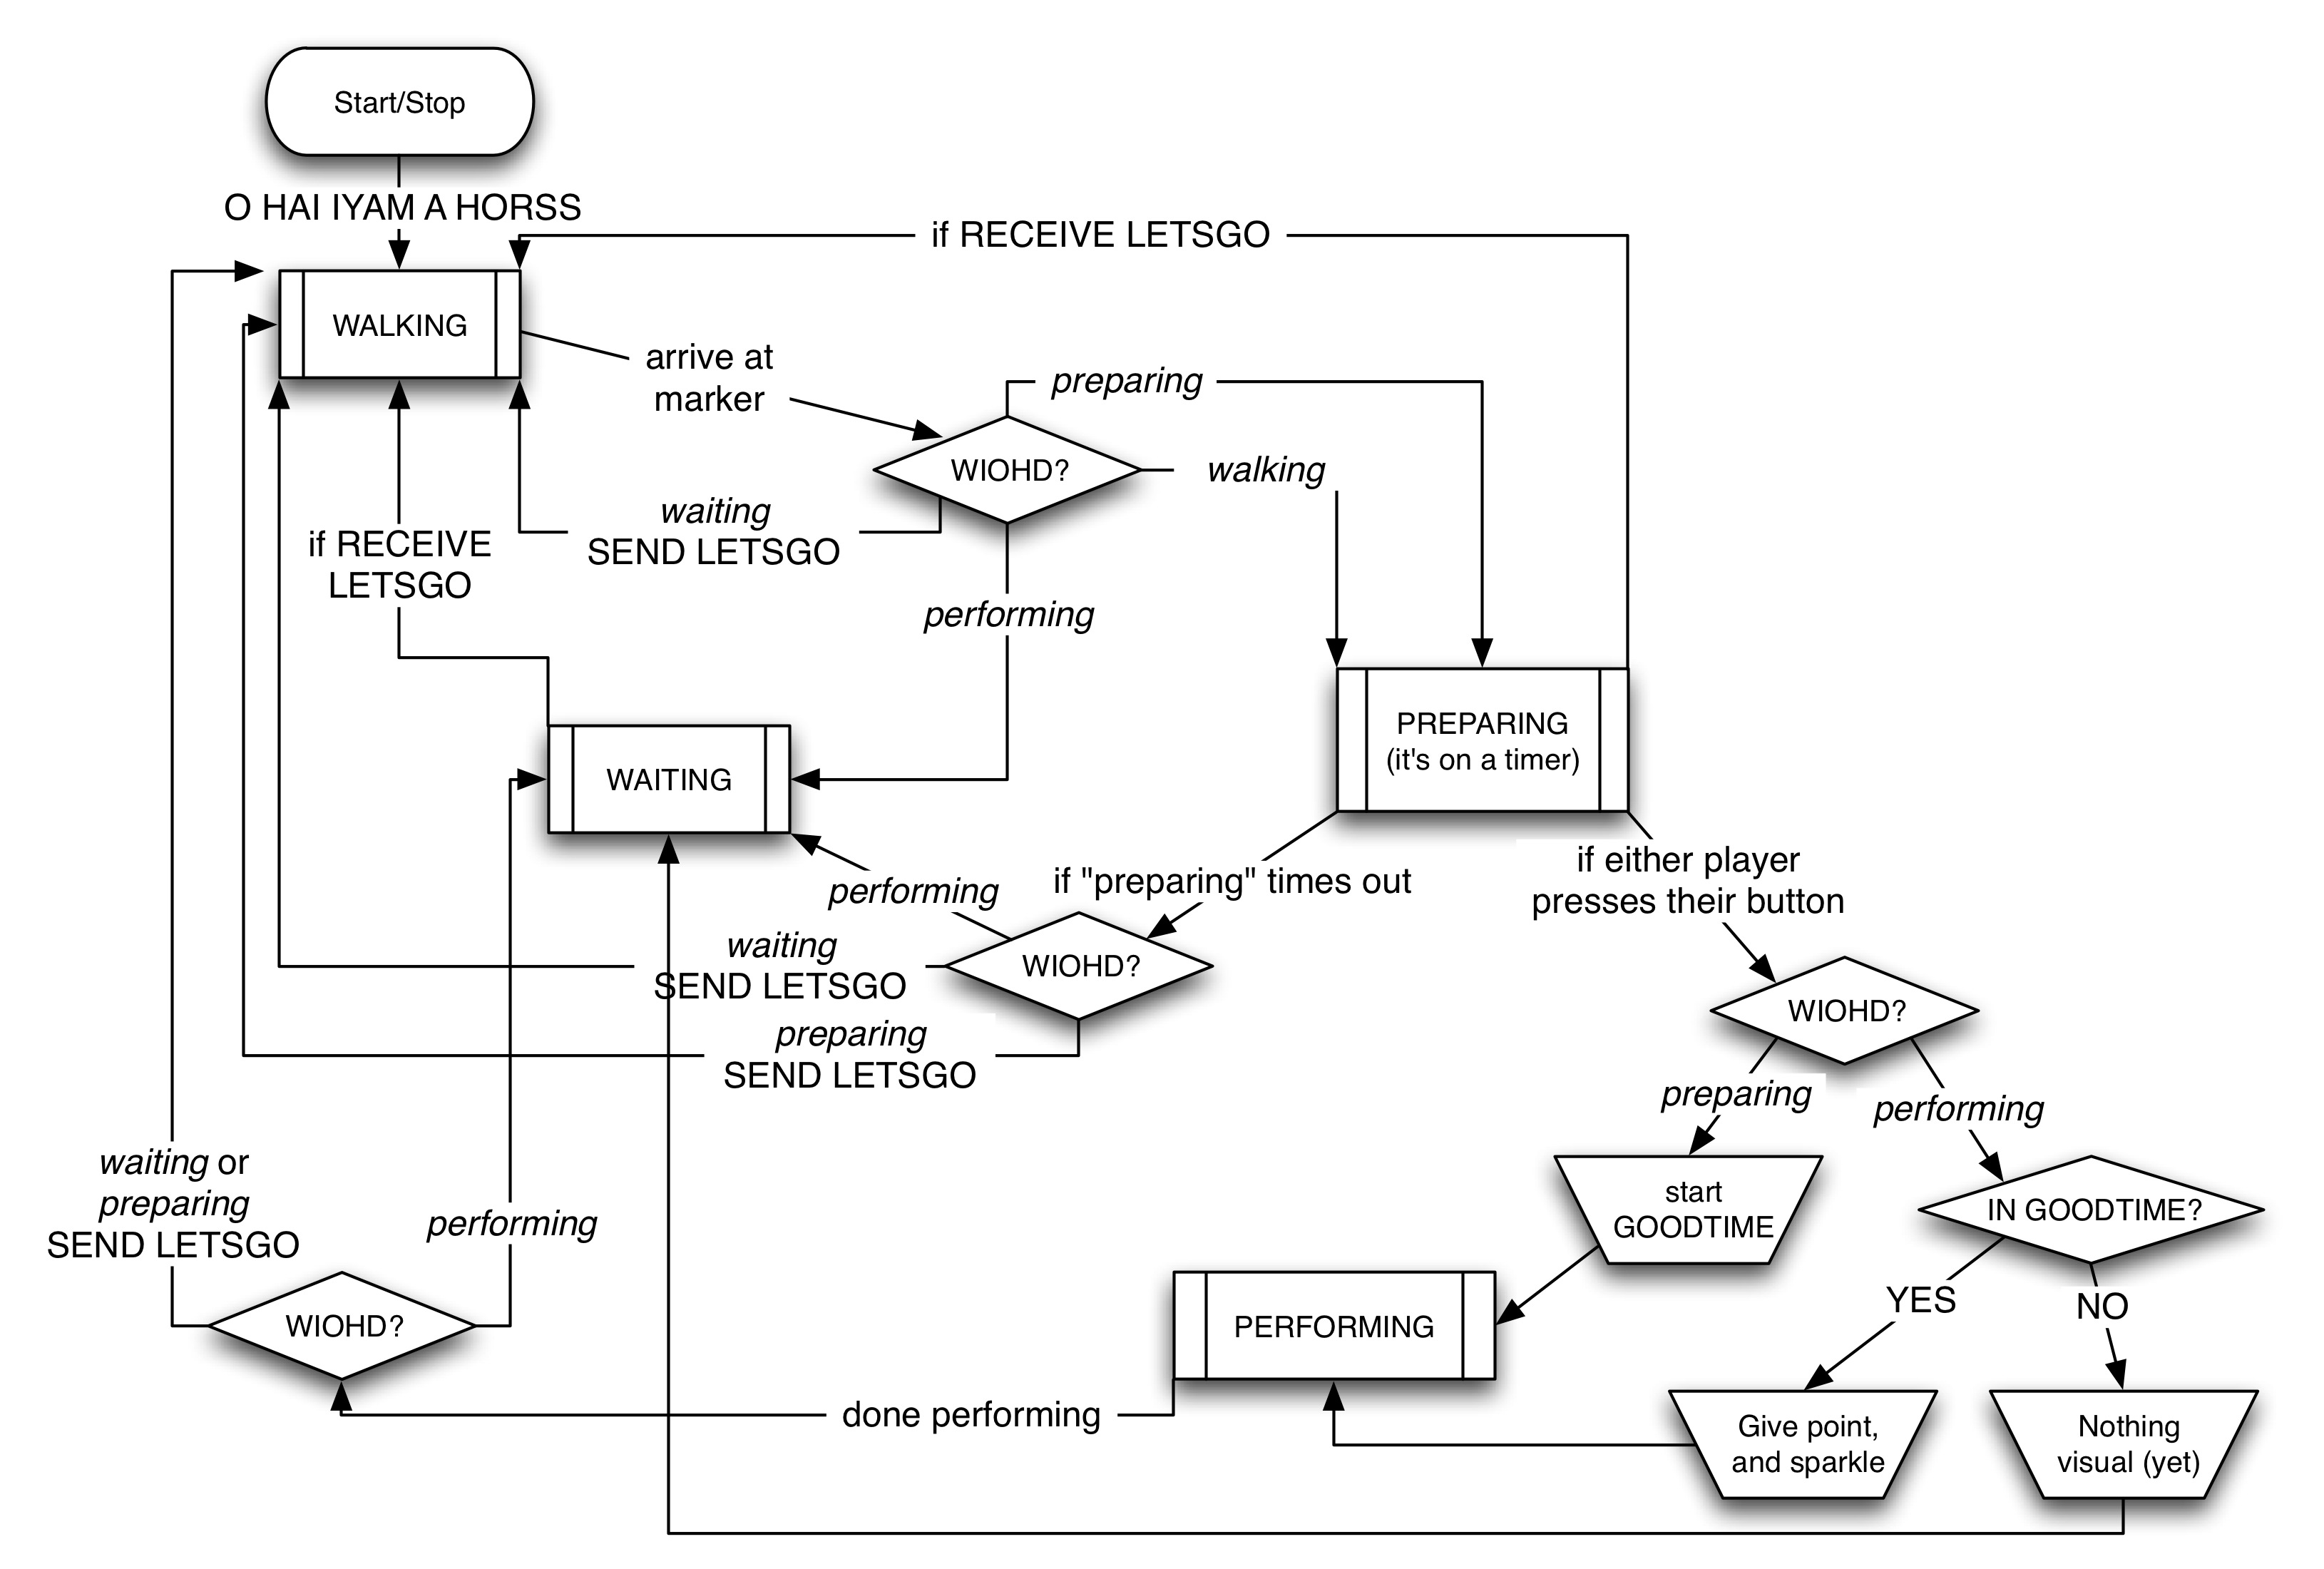 Start/Stop
O HAI IYAM A HORSS
if RECEIVE LETSGO
WALKING
arrive at
marker
preparing
WIOHD?
walking
waiting
SEND LETSGO
if RECEIVE
LETSGO
performing
PREPARING
(it's on a timer)
WAITING
if either player
presses their button
if "preparing" times out
performing
waiting
SEND LETSGO
WIOHD?
WIOHD?
preparing
SEND LETSGO
preparing
performing
waiting or
preparing
SEND LETSGO
performing
start
GOODTIME
IN GOODTIME?
YES
NO
WIOHD?
PERFORMING
done performing
Give point,
and sparkle
Nothing
visual (yet)